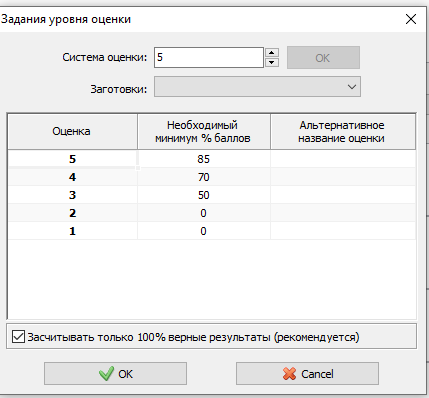 Задания уровня оценки
Система оценки: 5 OK
Заготовки:
Оценка Необходимый минимум % баллов Альтернативное название оценки
5 85
4 70
3 50
2 0
1 0
Засчитывать только 100% верные результаты (рекомендуется)
OK Cancel